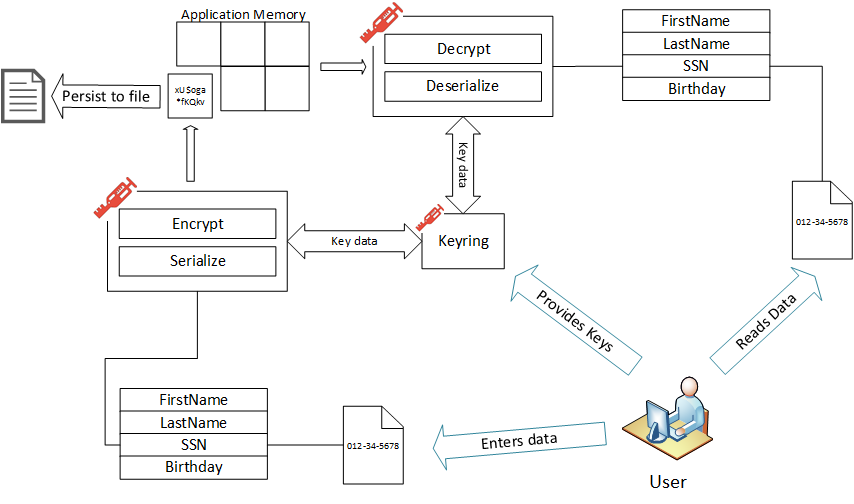 Application Memory
xUSoga
*fKQkv
Persist to file
Decrypt
Deserialize
FirstName
LastName
SSN
Birthday
Key data
012-34-5678
Encrypt
Serialize
Key data
Keyring
Provides Keys
Reads Data
FirstName
LastName
SSN
Birthday
012-34-5678
Enters data
User